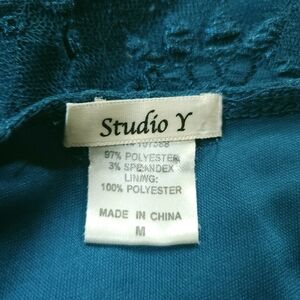 Studio Y
97% POLYESTER
3% SPANDEX
LINING:
100% POLYESTER
MADE IN CHINA
M